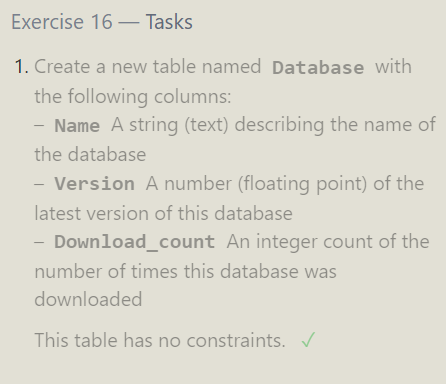 Exercise 16 — Tasks
1. Create a new table named Database with
the following columns:
– Name A string (text) describing the name of
the database
– Version A number (floating point) of the
latest version of this database
– Download_count An integer count of the
number of times this database was
downloaded
This table has no constraints. ✓